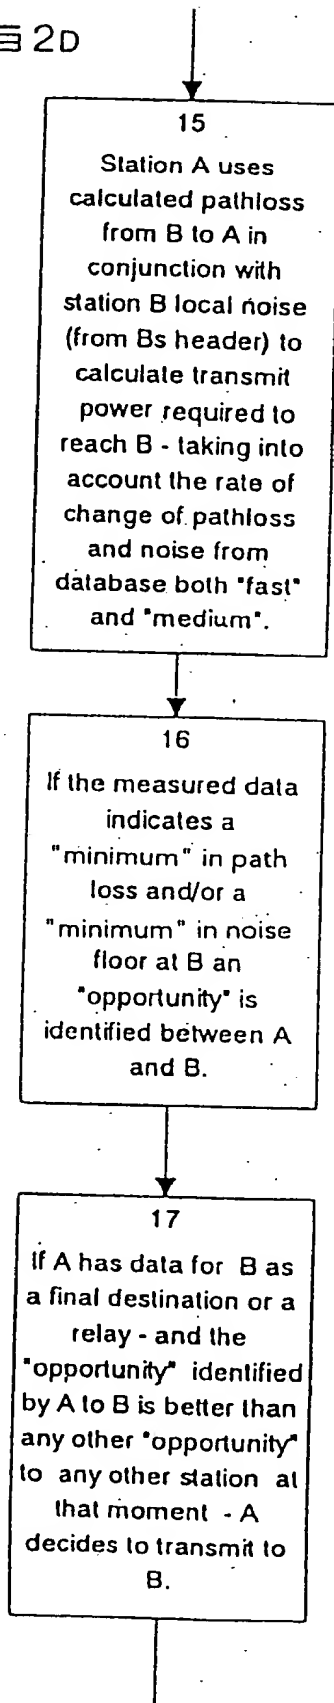 2D
15
Station A uses
calculated pathloss
from B to A in
conjunction with
station B local noise
(from Bs header) to
calculate transmit
power required to
reach B - taking into
account the rate of
change of pathloss
and noise from
database both "fast"
and "medium".
16
If the measured data
indicates a
"minimum" in path
loss and/or a
"minimum" in noise
floor at B an
"opportunity" is
identified between A
and B.
17
If A has data for B as
a final destination or a
relay - and the
"opportunity" identified
by A to B is better than
any other "opportunity"
to any other station at
that moment - A
decides to transmit to
B.